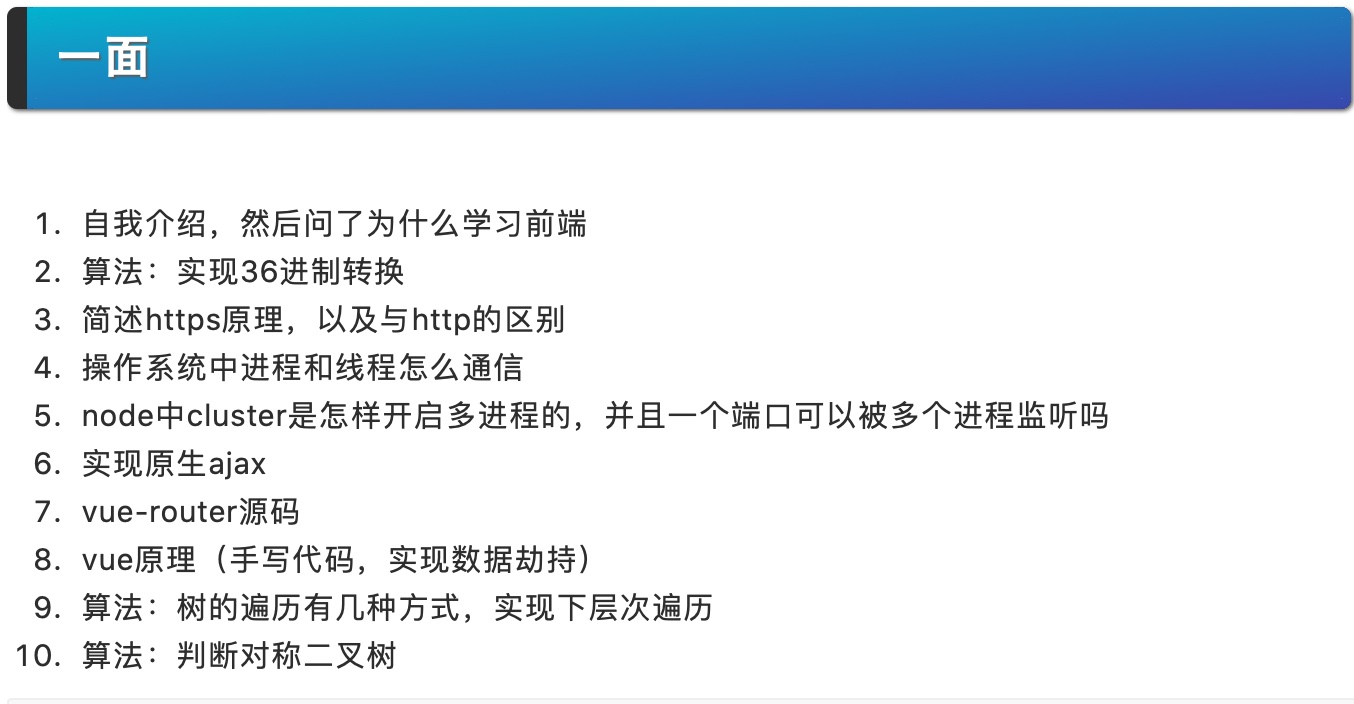 一面
1. 自我介绍，然后问了为什么学习前端
2. 算法：实现36进制转换
3. 简述https原理，以及与http的区别
4. 操作系统中进程和线程怎么通信
5. node中cluster是怎样开启多进程的，并且一个端口可以被多个进程监听吗
6. 实现原生ajax
7. vue-router源码
8. vue原理（手写代码，实现数据劫持）
9. 算法：树的遍历有几种方式，实现下层次遍历
10. 算法：判断对称二叉树